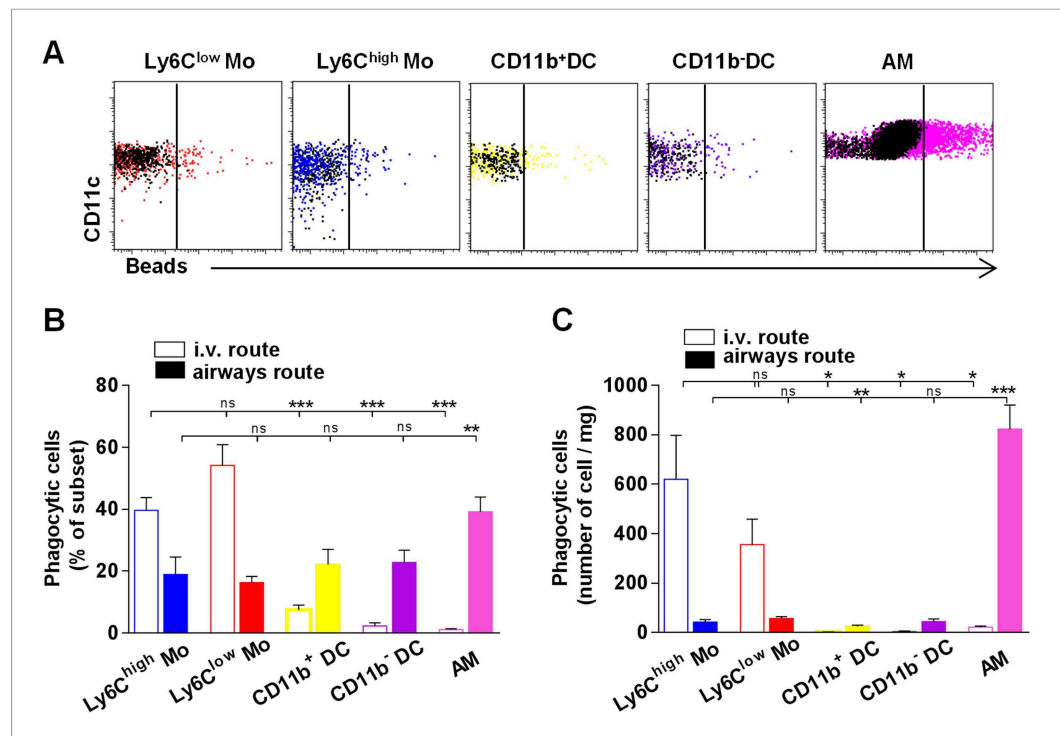 A
Ly6Clow Mo Ly6Chigh Mo CD11b+DC CD11b-DC AM
CD11c
Beads
B
i.v. route
airways route
ns *** *** ***
ns ns ns **
Phagocytic cells
(% of subset)
80
60
40
20
0
Ly6Chigh Mo Ly6Clow Mo CD11b+ DC CD11b- DC AM
C
i.v. route
airways route
ns * * *
ns ** ns ***
Phagocytic cells
(number of cell / mg)
1000
800
600
400
200
0
Ly6Chigh Mo Ly6Clow Mo CD11b+ DC CD11b- DC AM